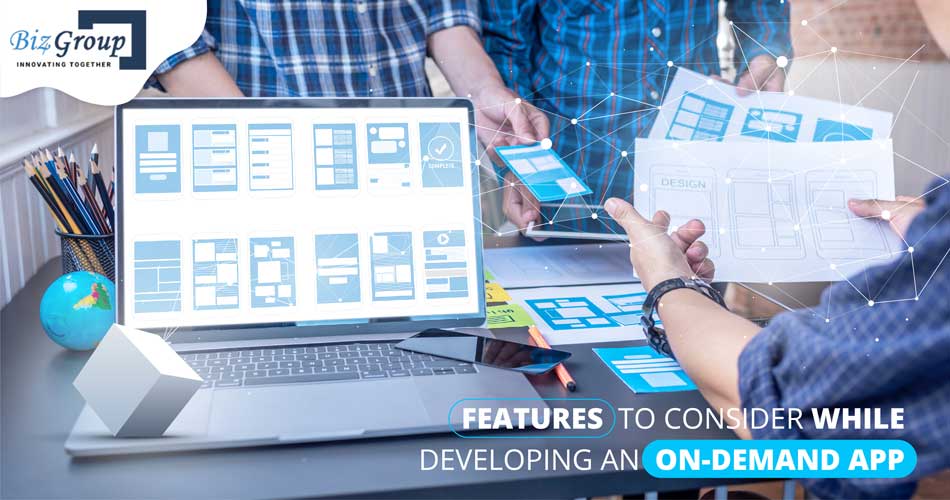 Biz Group
INNOVATING TOGETHER
COMPLETE
DESIGN
FEATURES TO CONSIDER WHILE
DEVELOPING AN ON-DEMAND APP